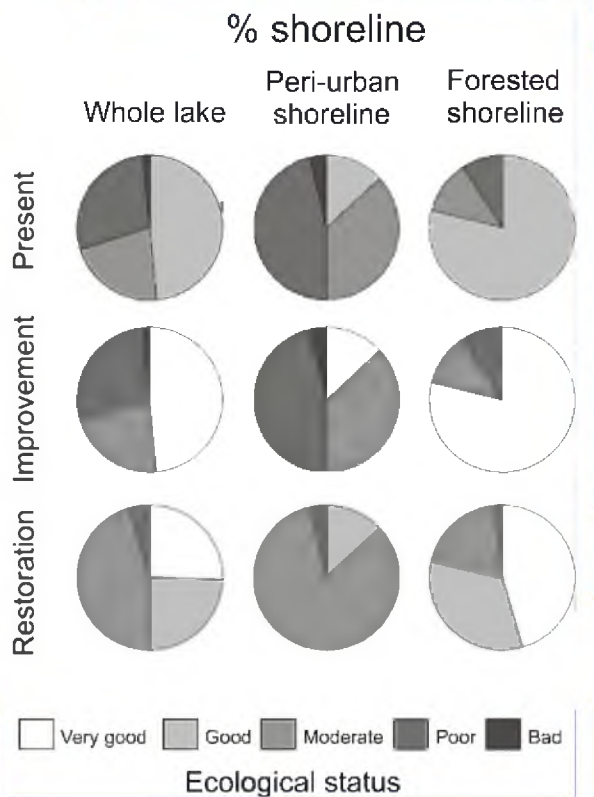 % shoreline
Whole lake
Peri-urban
shoreline
Forested
shoreline
Present
Improvement
Restoration
Very good
Good
Moderate
Poor
Bad
Ecological status